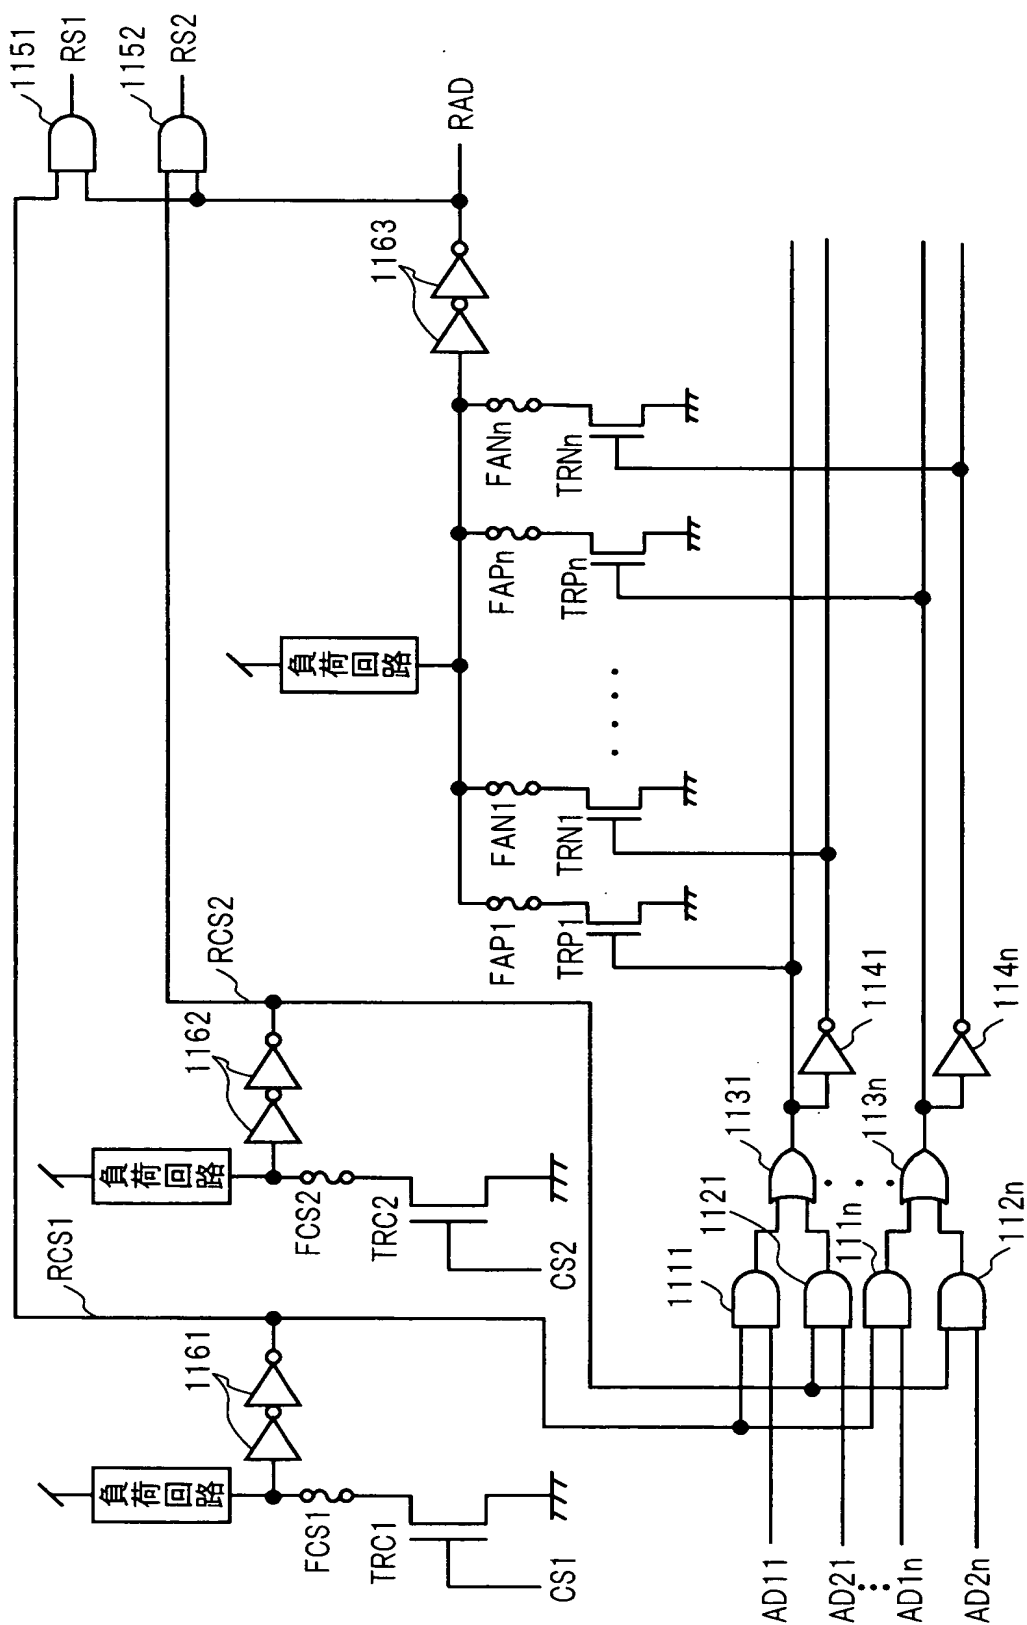 1151
RS1
1152
RS2
RAD
1163
FANn
TRNn
FAPn
TRPn
負荷回路
FAN1
TRN1
FAP1
TRP1
RCS2
1162
負荷回路
FCS2
TRC2
CS2
RCS1
1161
負荷回路
FCS1
TRC1
CS1
1141
114n
1131
113n
1121
111n
1111
112n
AD11
AD21
AD1n
AD2n